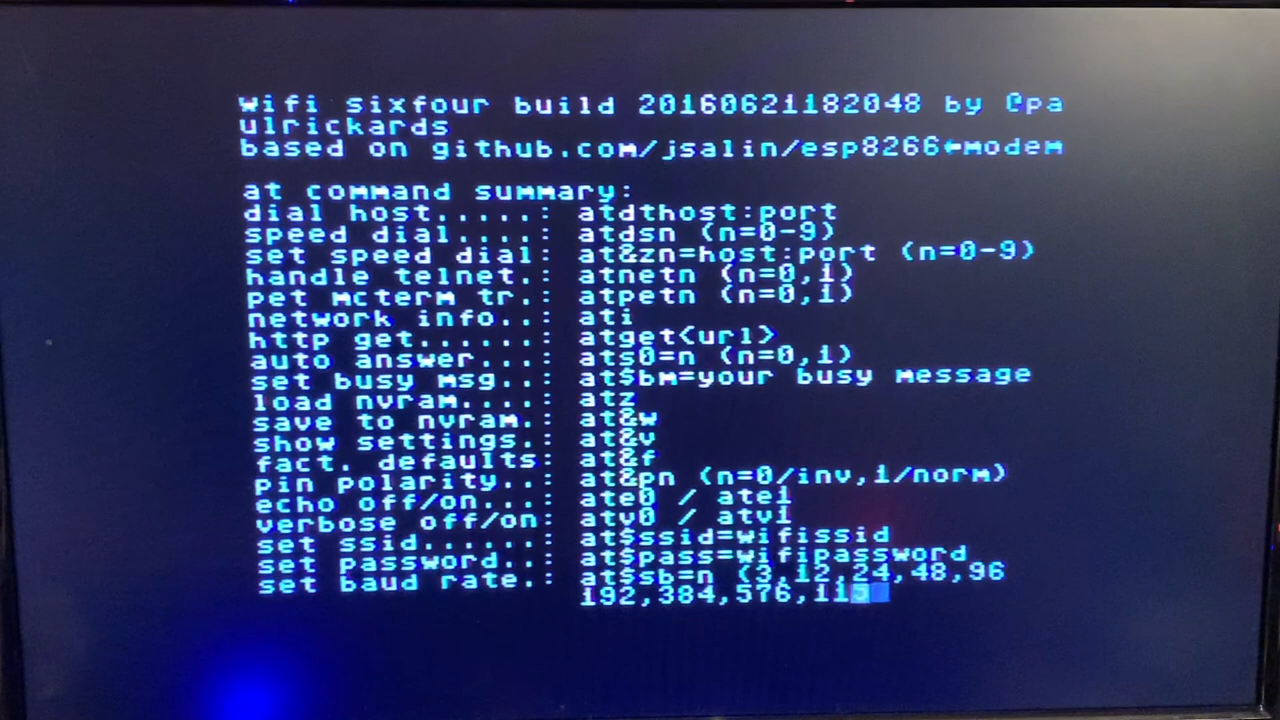 wifi sixfour build 20160621182048 by @pa
ulrickards
based on github.com/jsalin/esp8266←modem
at command summary:
dial host.....: atdthost:port
speed dial....: atdsn (n=0-9)
set speed dial: at&zn=host:port (n=0-9)
handle telnet.: atnetn (n=0,1)
pet mcterm tr.: atpetn (n=0,1)
network info..: ati
http get......: atget<url>
auto answer...: ats0=n (n=0,1)
set busy msg..: at$bm=your busy message
load nvram....: atz
save to nvram.: at&w
show settings.: at&v
fact. defaults: at&f
pin polarity..: at&pn (n=0/inv,1/norm)
echo off/on...: ate0 / ate1
verbose off/on: atv0 / atv1
set ssid......: at$ssid=wifissid
set password..: at$pass=wifipassword
set baud rate.: at$sb=n (3,12,24,48,96
192,384,576,115